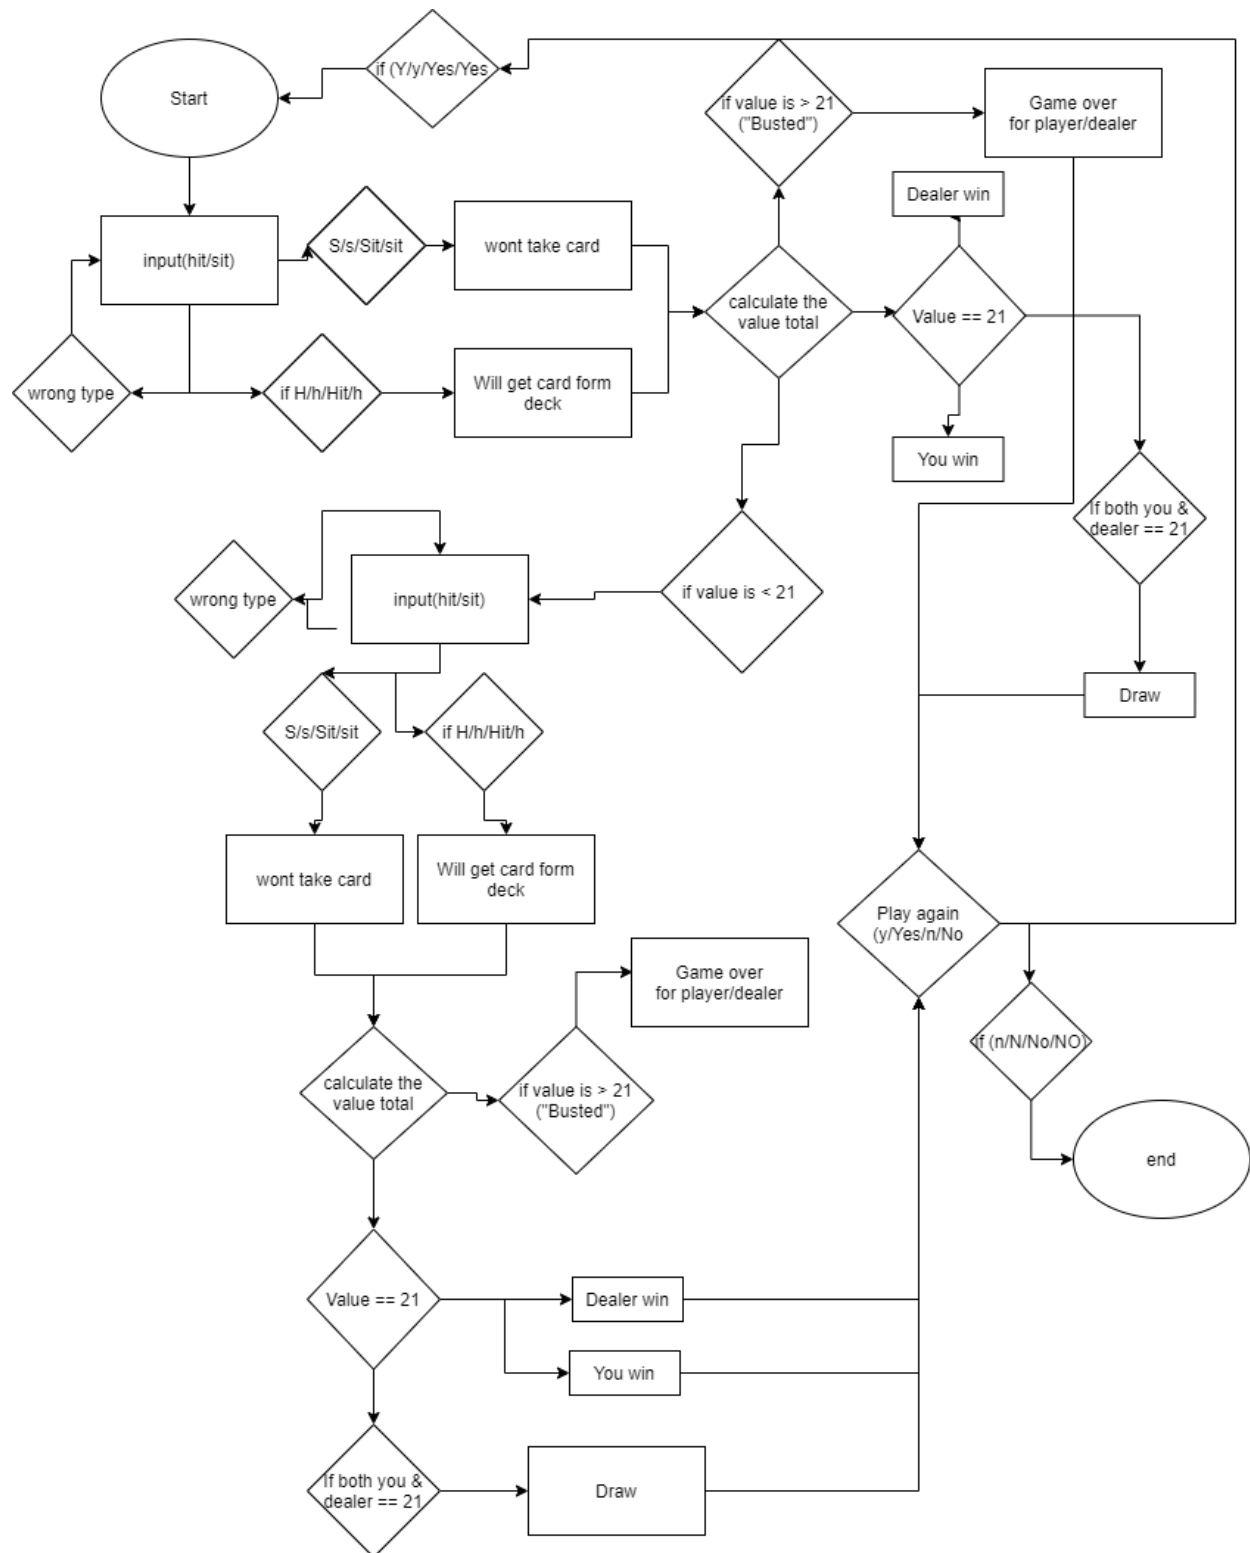 if (Y/y/Yes/Yes
Start
if value is > 21
("Busted")
Game over
for player/dealer
Dealer win
input(hit/sit)
S/s/Sit/sit
wont take card
calculate the
value total
Value == 21
wrong type
if H/h/Hit/h
Will get card form
deck
You win
If both you &
dealer == 21
wrong type
input(hit/sit)
if value is < 21
Draw
S/s/Sit/sit
if H/h/Hit/h
wont take card
Will get card form
deck
Play again
(y/Yes/n/No
Game over
for player/dealer
if (n/N/No/NO)
calculate the
value total
if value is > 21
("Busted")
end
Value == 21
Dealer win
You win
If both you &
dealer == 21
Draw